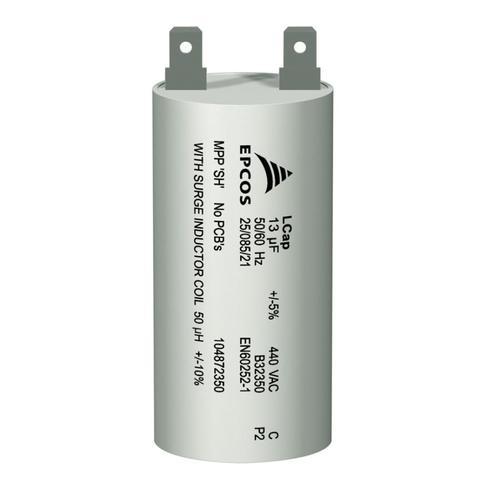 EPCOS
LCap
13 µF +/-5% 440 VAC C
50/60 Hz B32350 P2
25/085/21 EN60252-1
MPP 'SH' No PCB's 104872350
WITH SURGE INDUCTOR COIL 50 µH +/-10%